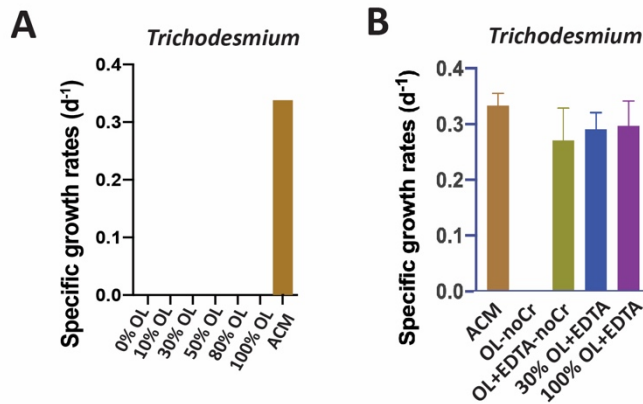 A
Trichodesmium
Specific growth rates (d-1)
0.4
0.3
0.2
0.1
0.0
0% OL
10% OL
30% OL
50% OL
80% OL
100% OL
ACM
B
Trichodesmium
Specific growth rates (d-1)
0.4
0.3
0.2
0.1
0.0
ACM
OL-noCr
OL+EDTA-noCr
30% OL+EDTA
100% OL+EDTA